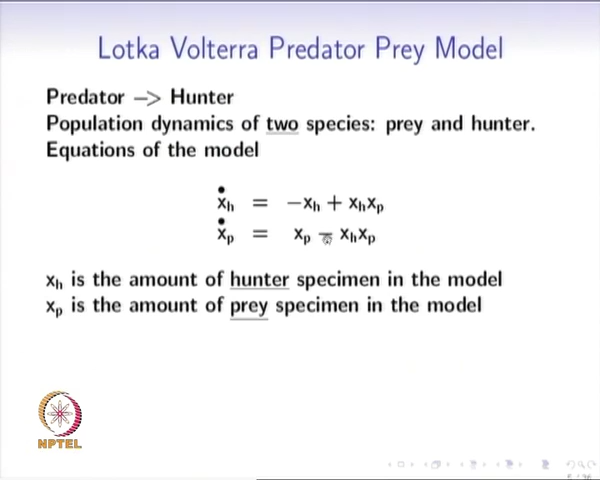 Lotka Volterra Predator Prey Model
Predator −> Hunter
Population dynamics of two species: prey and hunter.
Equations of the model
ẋₕ = −xₕ + xₕxₚ
ẋₚ = xₚ − xₕxₚ
xₕ is the amount of hunter specimen in the model
xₚ is the amount of prey specimen in the model
NPTEL